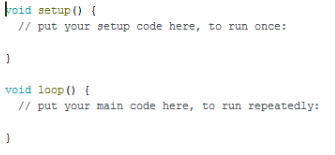 void setup() {
  // put your setup code here, to run once:

}

void loop() {
  // put your main code here, to run repeatedly:

}